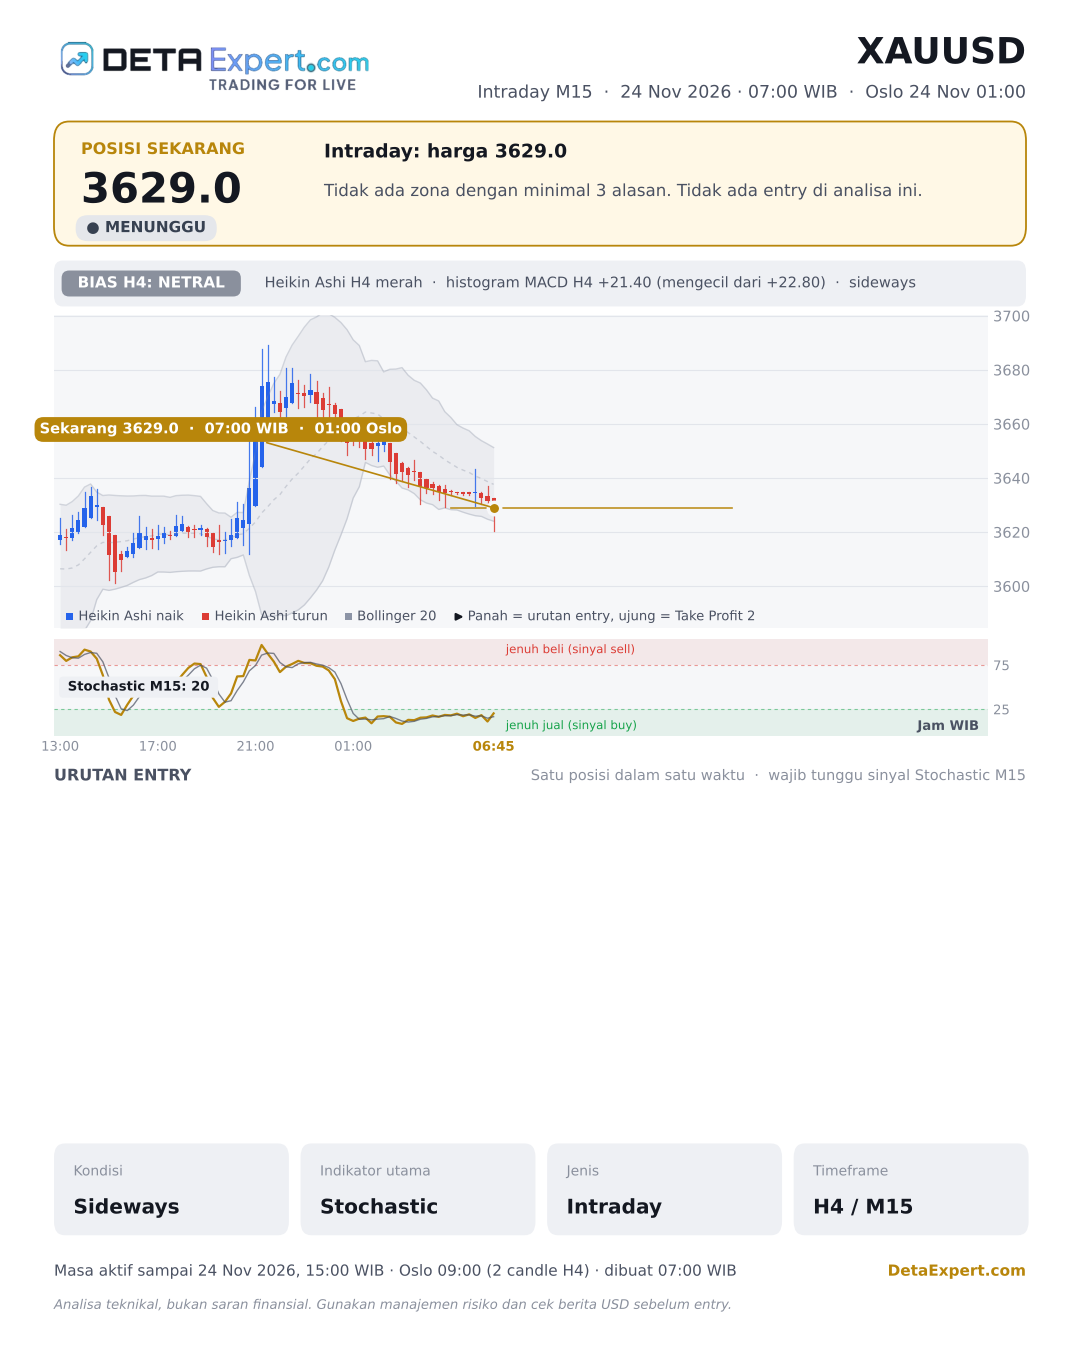 DETA Expert.com
TRADING FOR LIVE
XAUUSD
Intraday M15 · 24 Nov 2026 · 07:00 WIB · Oslo 24 Nov 01:00
POSISI SEKARANG
3629.0
● MENUNGGU
Intraday: harga 3629.0
Tidak ada zona dengan minimal 3 alasan. Tidak ada entry di analisa ini.
BIAS H4: NETRAL
Heikin Ashi H4 merah · histogram MACD H4 +21.40 (mengecil dari +22.80) · sideways
3700
3680
3660
3640
3620
3600
Sekarang 3629.0 · 07:00 WIB · 01:00 Oslo
Heikin Ashi naik
Heikin Ashi turun
Bollinger 20
Panah = urutan entry, ujung = Take Profit 2
jenuh beli (sinyal sell)
75
Stochastic M15: 20
25
jenuh jual (sinyal buy)
Jam WIB
13:00 17:00 21:00 01:00 06:45
URUTAN ENTRY
Satu posisi dalam satu waktu · wajib tunggu sinyal Stochastic M15
Kondisi
Sideways
Indikator utama
Stochastic
Jenis
Intraday
Timeframe
H4 / M15
Masa aktif sampai 24 Nov 2026, 15:00 WIB · Oslo 09:00 (2 candle H4) · dibuat 07:00 WIB
DetaExpert.com
Analisa teknikal, bukan saran finansial. Gunakan manajemen risiko dan cek berita USD sebelum entry.